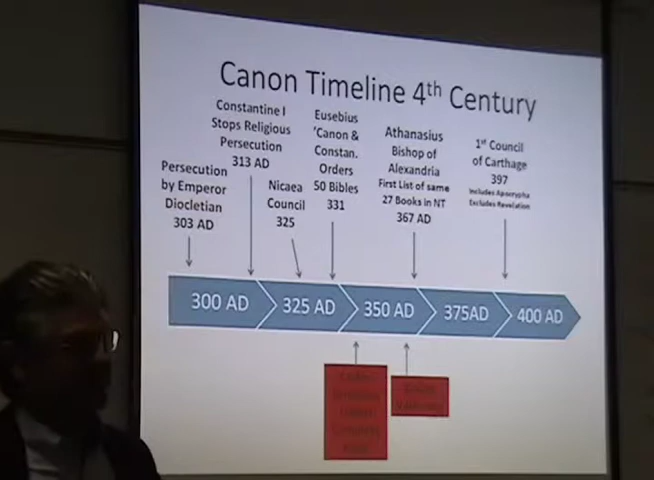 Canon Timeline 4th Century
Constantine I
Stops Religious
Persecution
313 AD
Eusebius
'Canon &
Constan.
Orders
50 Bibles
331
Athanasius
Bishop of
Alexandria
First List of same
27 Books in NT
367 AD
1st Council
of Carthage
397
Includes Apocrypha
Excludes Revelation
Persecution
by Emperor
Diocletian
303 AD
Nicaea
Council
325
300 AD
325 AD
350 AD
375AD
400 AD